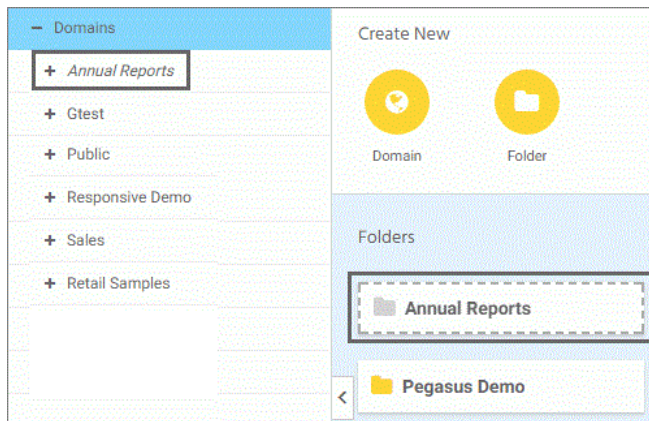 Domains
Annual Reports
Gtest
Public
Responsive Demo
Sales
Retail Samples
Create New
Domain
Folder
Folders
Annual Reports
Pegasus Demo